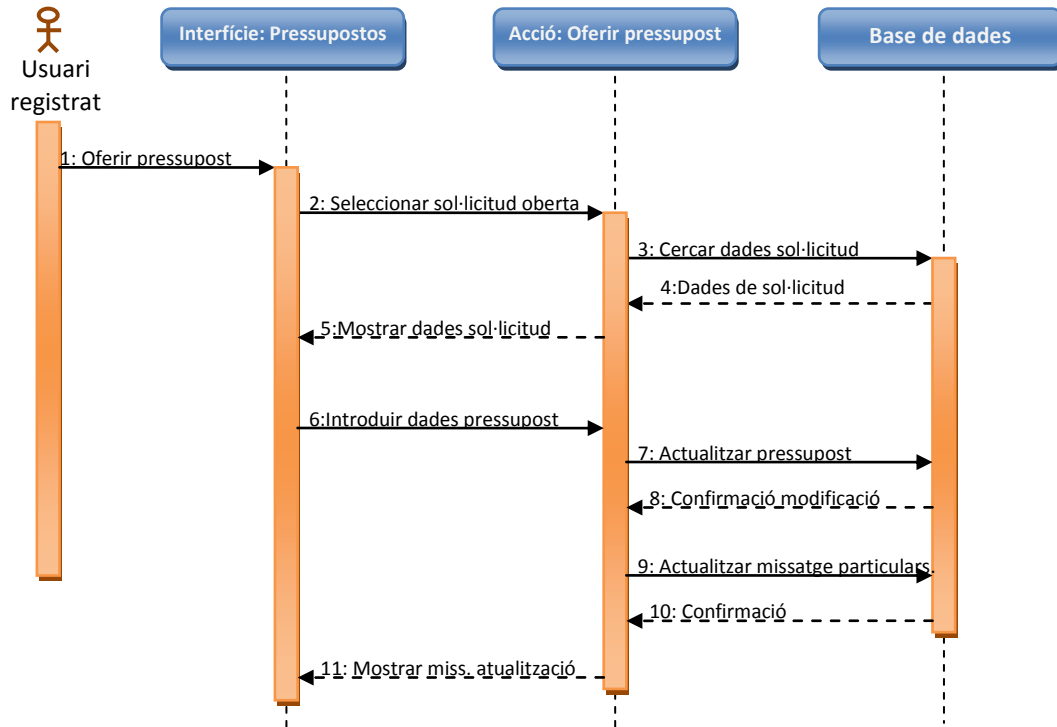 Interfície: Pressupostos
Acció: Oferir pressupost
Base de dades
Usuari
registrat
1: Oferir pressupost
2: Seleccionar sol·licitud oberta
3: Cercar dades sol·licitud
4:Dades de sol·licitud
5:Mostrar dades sol·licitud
6:Introduir dades pressupost
7: Actualitzar pressupost
8: Confirmació modificació
9: Actualitzar missatge particulars.
10: Confirmació
11: Mostrar miss. atualització